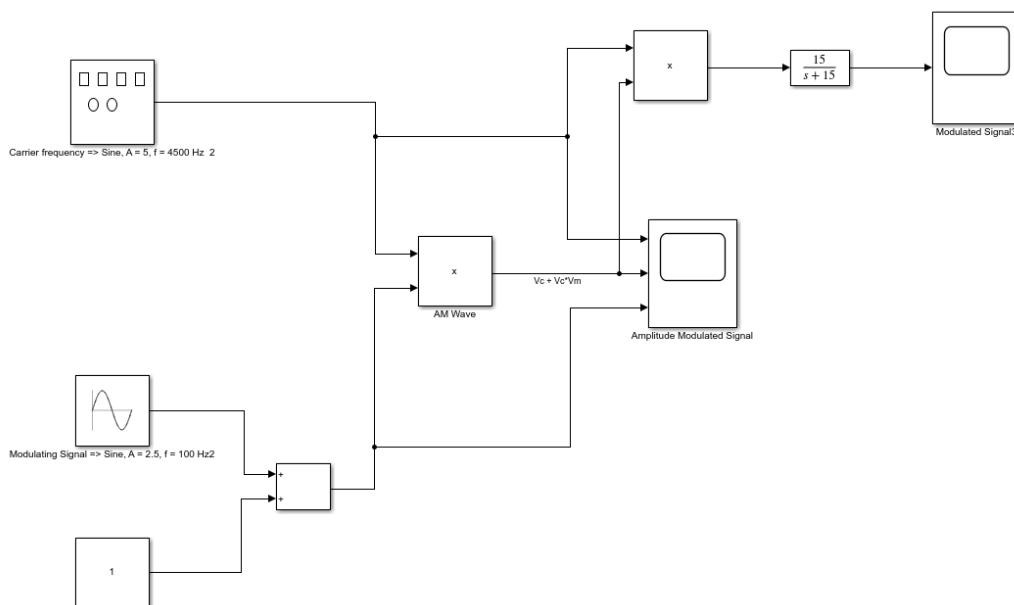 x
15
s + 15
Modulated Signal3
Carrier frequency => Sine, A = 5, f = 4500 Hz 2
x
Vc + Vc*Vm
AM Wave
Amplitude Modulated Signal
Modulating Signal => Sine, A = 2.5, f = 100 Hz2
+
+
1